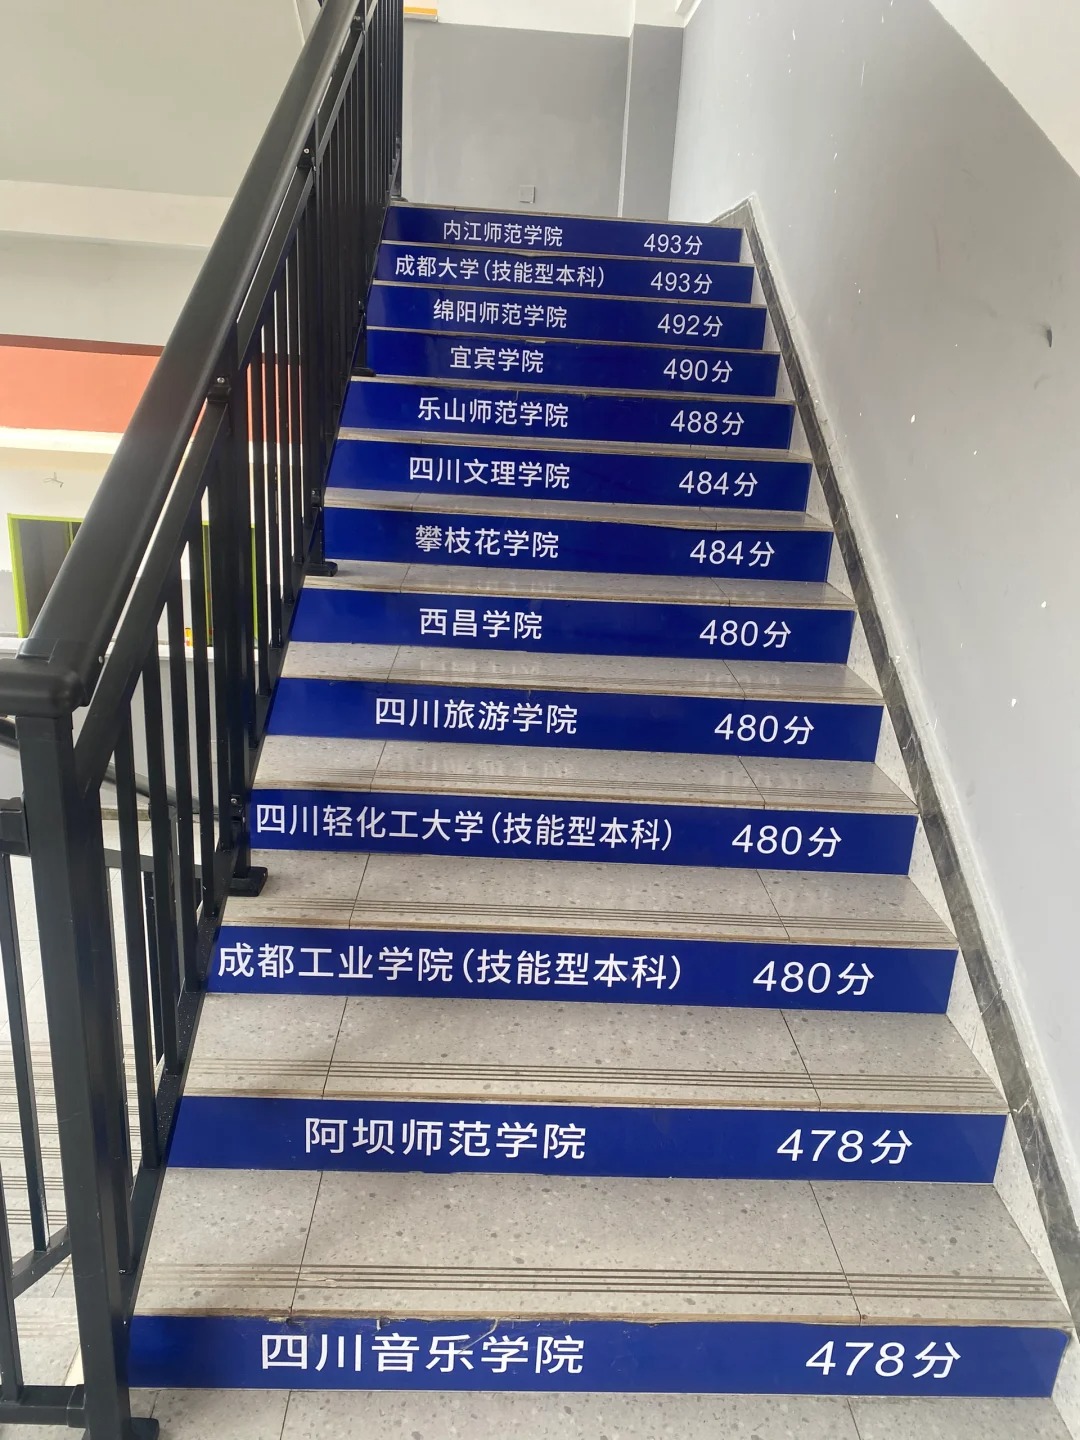 内江师范学院 493分
成都大学(技能型本科) 493分
绵阳师范学院 492分
宜宾学院 490分
乐山师范学院 488分
四川文理学院 484分
攀枝花学院 484分
西昌学院 480分
四川旅游学院 480分
四川轻化工大学(技能型本科) 480分
成都工业学院(技能型本科) 480分
阿坝师范学院 478分
四川音乐学院 478分